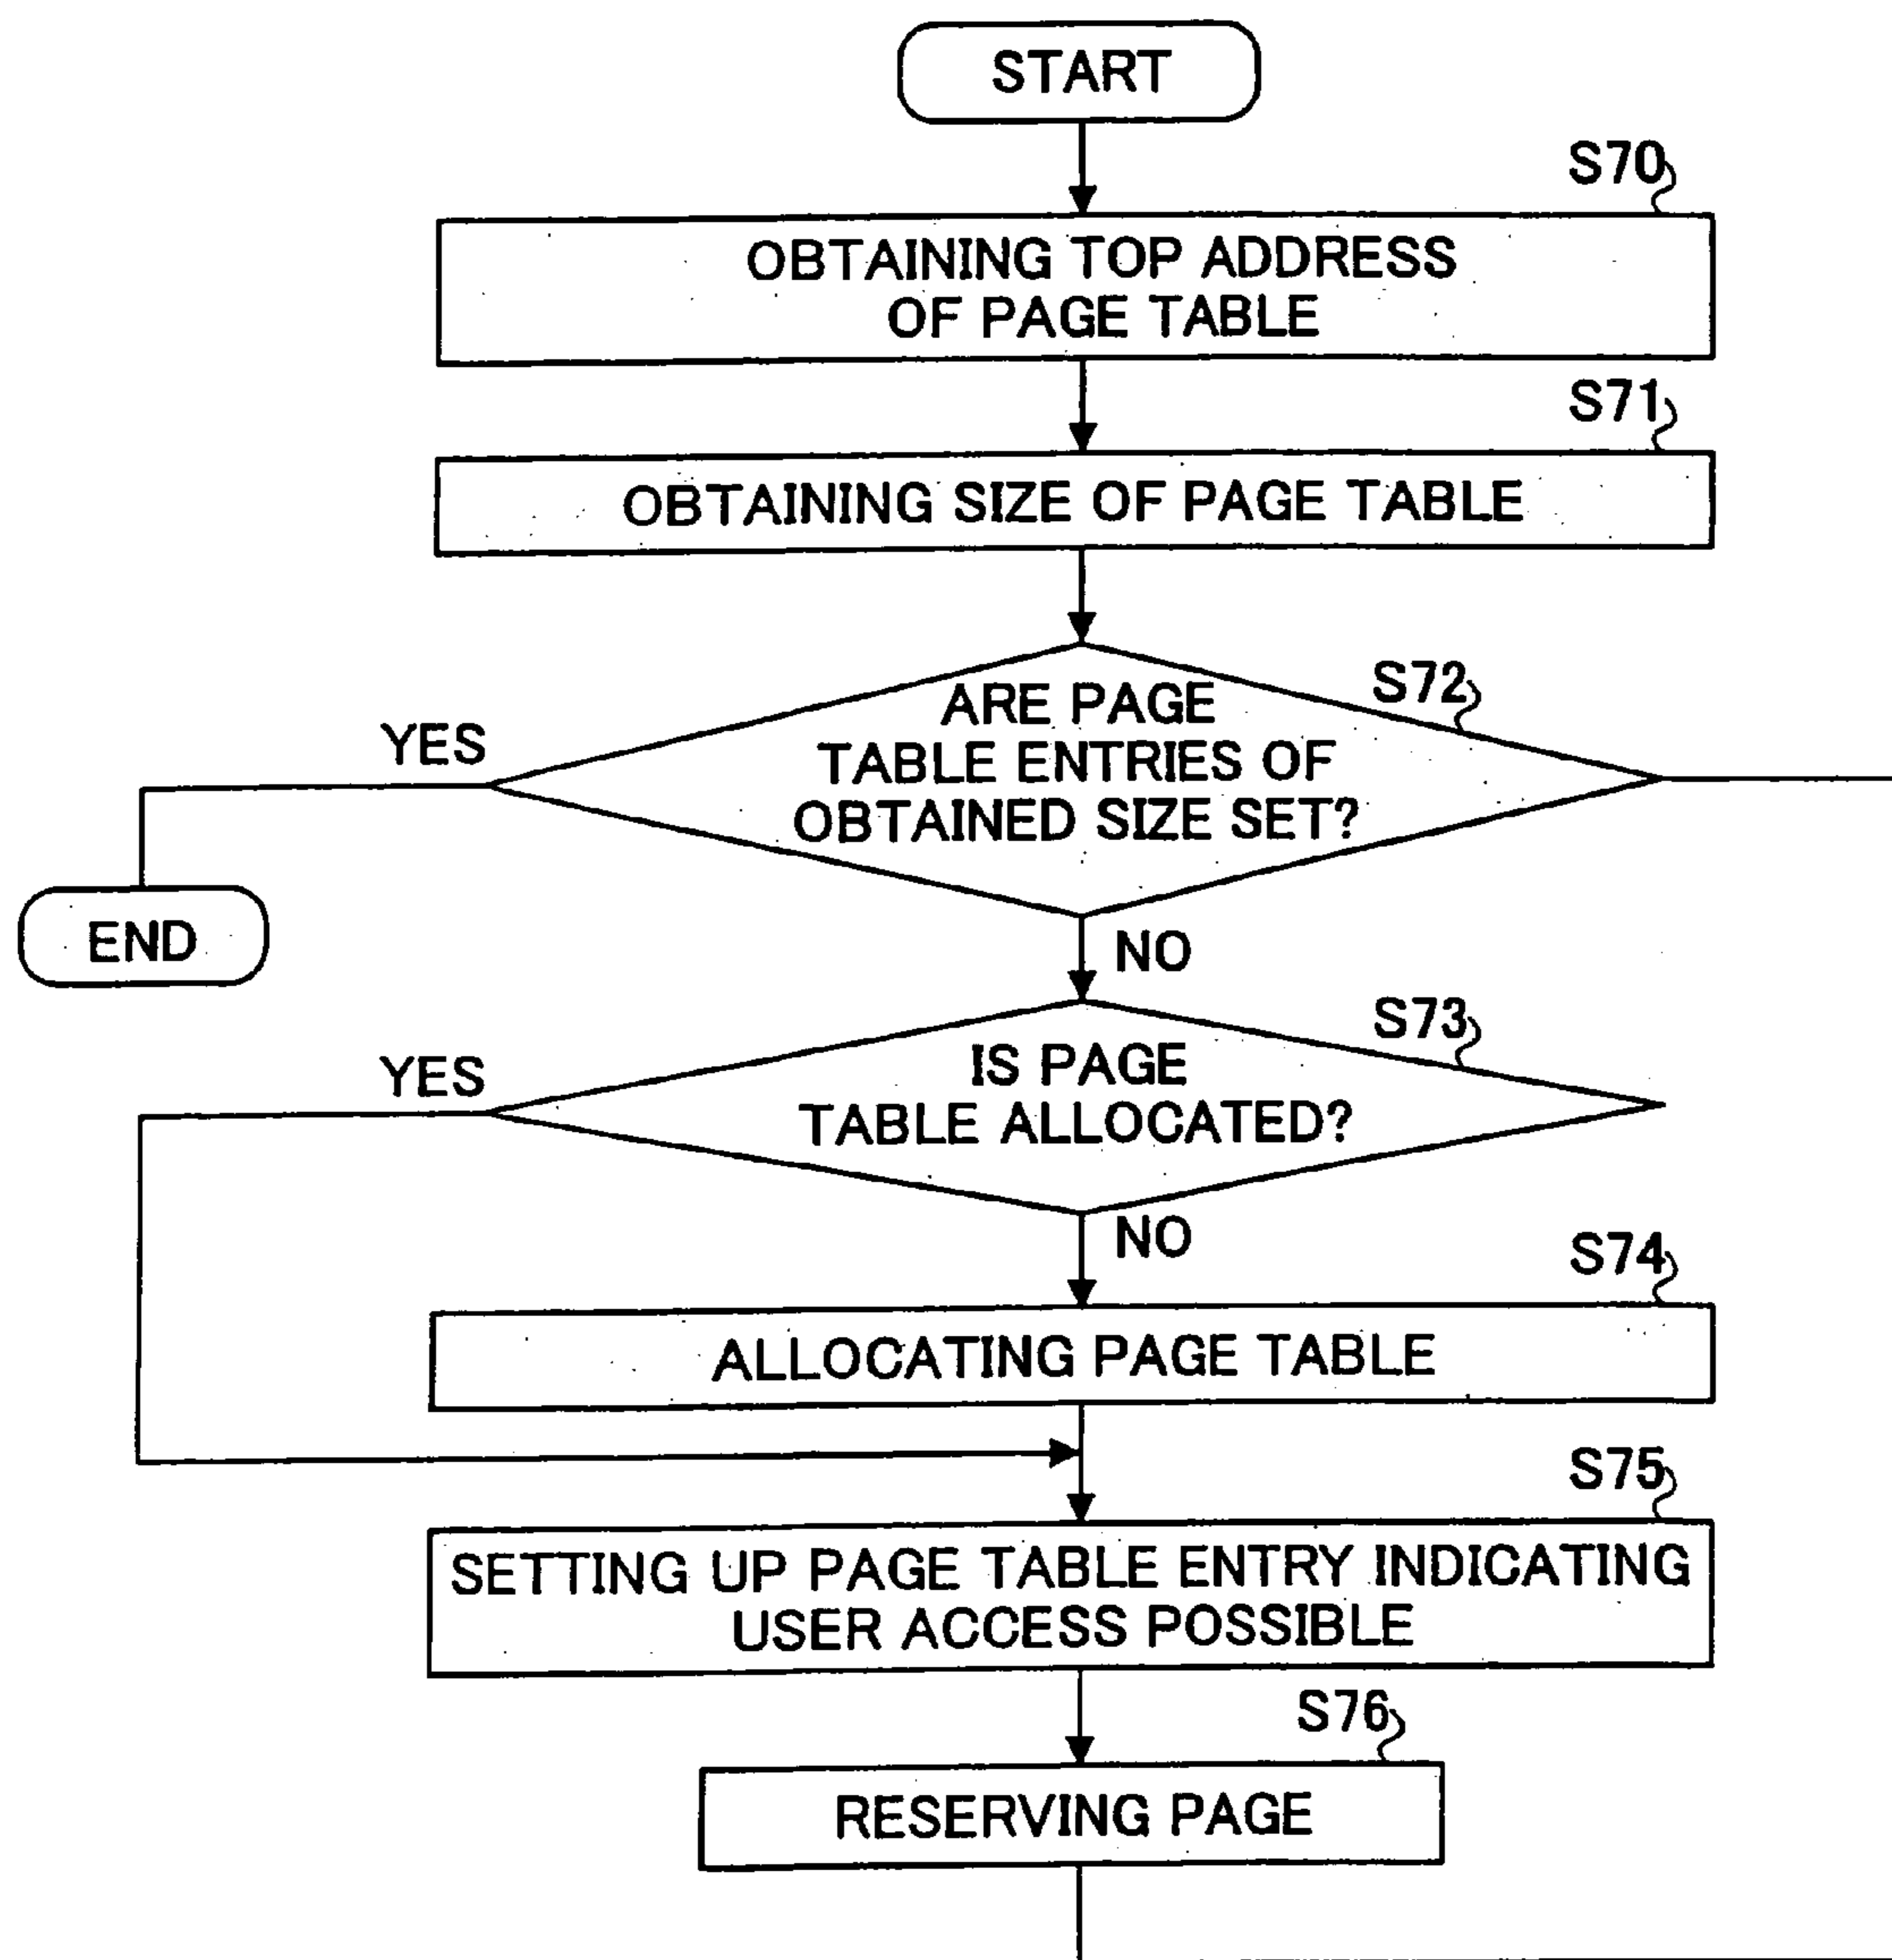 START
S70
OBTAINING TOP ADDRESS
OF PAGE TABLE
S71
OBTAINING SIZE OF PAGE TABLE
S72
ARE PAGE
TABLE ENTRIES OF
OBTAINED SIZE SET?
YES
END
NO
S73
IS PAGE
TABLE ALLOCATED?
YES
NO
S74
ALLOCATING PAGE TABLE
S75
SETTING UP PAGE TABLE ENTRY INDICATING
USER ACCESS POSSIBLE
S76
RESERVING PAGE